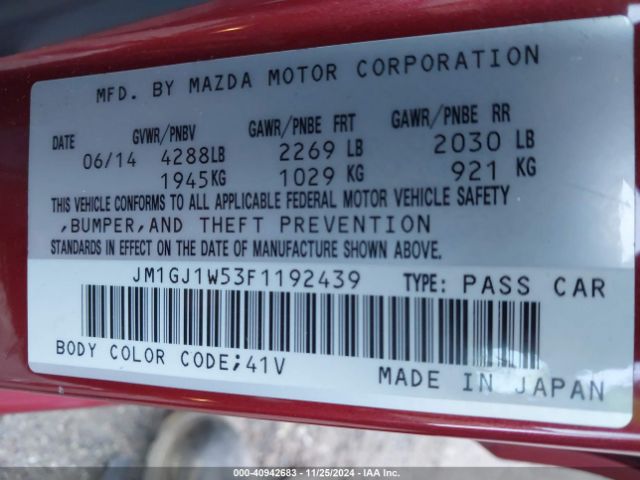 MFD. BY MAZDA MOTOR CORPORATION
DATE GVWR/PNBV GAWR/PNBE FRT GAWR/PNBE RR
06/14 4288LB 2269 LB 2030 LB
1945KG 1029 KG 921 KG
THIS VEHICLE CONFORMS TO ALL APPLICABLE FEDERAL MOTOR VEHICLE SAFETY
,BUMPER,AND THEFT PREVENTION
STANDARDS IN EFFECT ON THE DATE OF MANUFACTURE SHOWN ABOVE.
JM1GJ1W53F1192439 TYPE: PASS CAR
BODY COLOR CODE;41V
MADE IN JAPAN
000-40942683 - 11/25/2024 - IAA Inc.